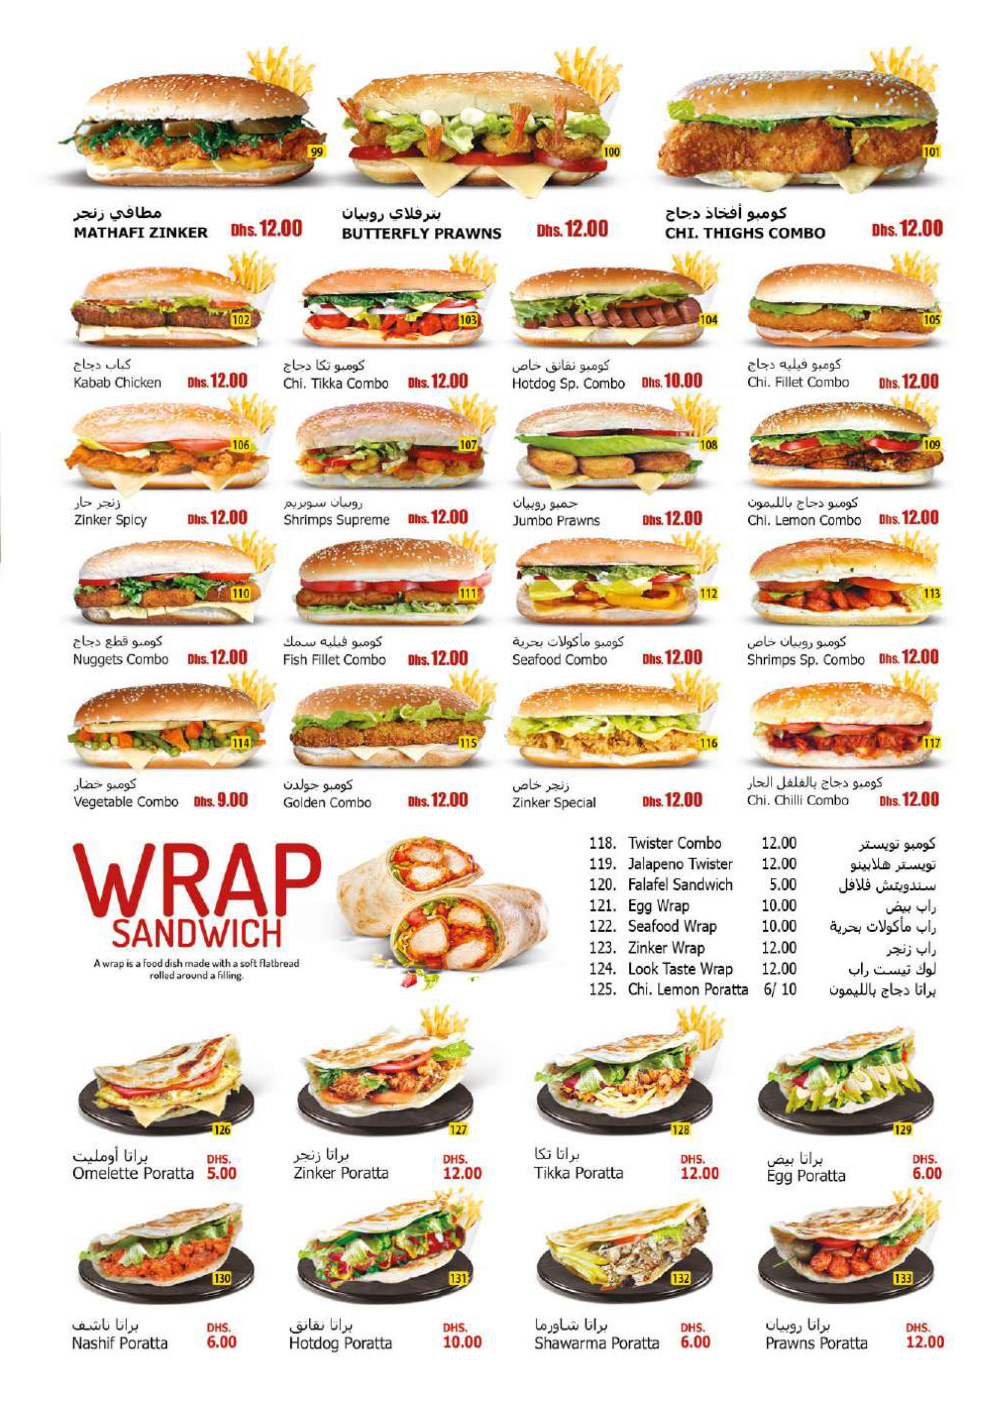 99
100
101
مطافي زنجر
MATHAFI ZINKER Dhs. 12.00
بترفلاي روبيان
BUTTERFLY PRAWNS Dhs. 12.00
كومبو أفخاذ دجاج
CHI. THIGHS COMBO Dhs. 12.00
102
103
104
105
كباب دجاج
Kabab Chicken Dhs. 12.00
كومبو تكا دجاج
Chi. Tikka Combo Dhs. 12.00
كومبو نقانق خاص
Hotdog Sp. Combo Dhs. 10.00
كومبو فيليه دجاج
Chi. Fillet Combo Dhs. 12.00
106
107
108
109
زنجر حار
Zinker Spicy Dhs. 12.00
روبيان سوبريم
Shrimps Supreme Dhs. 12.00
جمبو روبيان
Jumbo Prawns Dhs. 12.00
كومبو دجاج بالليمون
Chi. Lemon Combo Dhs. 12.00
110
111
112
113
كومبو قطع دجاج
Nuggets Combo Dhs. 12.00
كومبو فيليه سمك
Fish Fillet Combo Dhs. 12.00
كومبو مأكولات بحرية
Seafood Combo Dhs. 12.00
كومبو روبيان خاص
Shrimps Sp. Combo Dhs. 12.00
114
115
116
117
كومبو خضار
Vegetable Combo Dhs. 9.00
كومبو جولدن
Golden Combo Dhs. 12.00
زنجر خاص
Zinker Special Dhs. 12.00
كومبو دجاج بالفلفل الحار
Chi. Chilli Combo Dhs. 12.00
WRAP
SANDWICH
A wrap is a food dish made with a soft flatbread
rolled around a filling.
118. Twister Combo 12.00 كومبو تويستر
119. Jalapeno Twister 12.00 تويستر هلابينو
120. Falafel Sandwich 5.00 سندويتش فلافل
121. Egg Wrap 10.00 راب بيض
122. Seafood Wrap 10.00 راب مأكولات بحرية
123. Zinker Wrap 12.00 راب زنجر
124. Look Taste Wrap 12.00 لوك تيست راب
125. Chi. Lemon Poratta 6/ 10 براتا دجاج بالليمون
126
127
128
129
براتا أومليت
Omelette Poratta DHS. 5.00
براتا زنجر
Zinker Poratta DHS. 12.00
براتا تكا
Tikka Poratta DHS. 12.00
براتا بيض
Egg Poratta DHS. 6.00
130
131
132
133
براتا ناشف
Nashif Poratta DHS. 6.00
براتا نقانق
Hotdog Poratta DHS. 10.00
براتا شاورما
Shawarma Poratta DHS. 6.00
براتا روبيان
Prawns Poratta DHS. 12.00